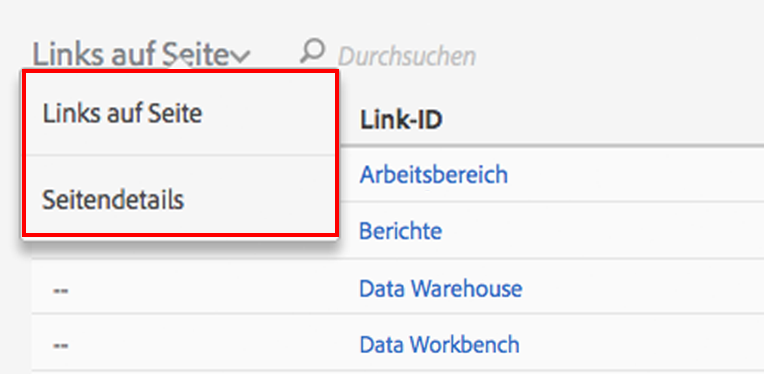 Links auf Seite
Durchsuchen
Links auf Seite
Link-ID
Arbeitsbereich
Seitendetails
Berichte
-- Data Warehouse
-- Data Workbench